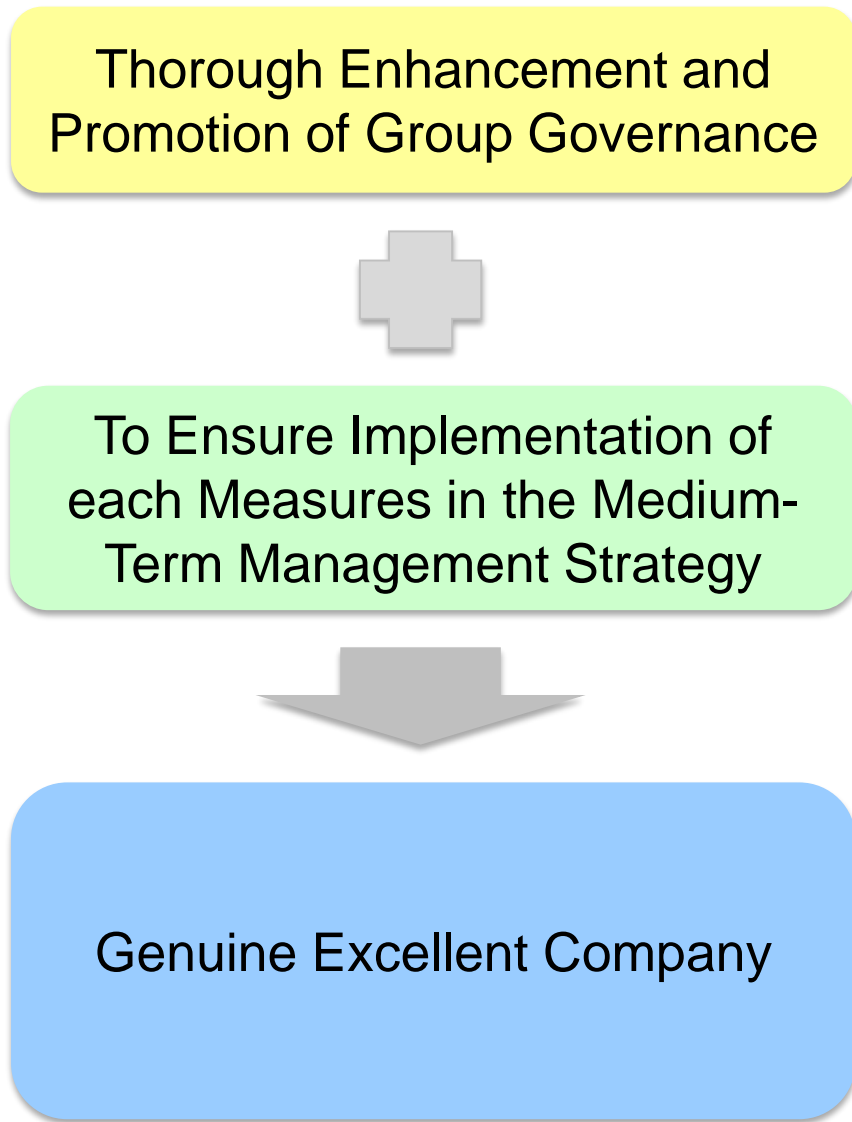 Thorough Enhancement and
Promotion of Group Governance
To Ensure Implementation of
each Measures in the Medium-
Term Management Strategy
Genuine Excellent Company